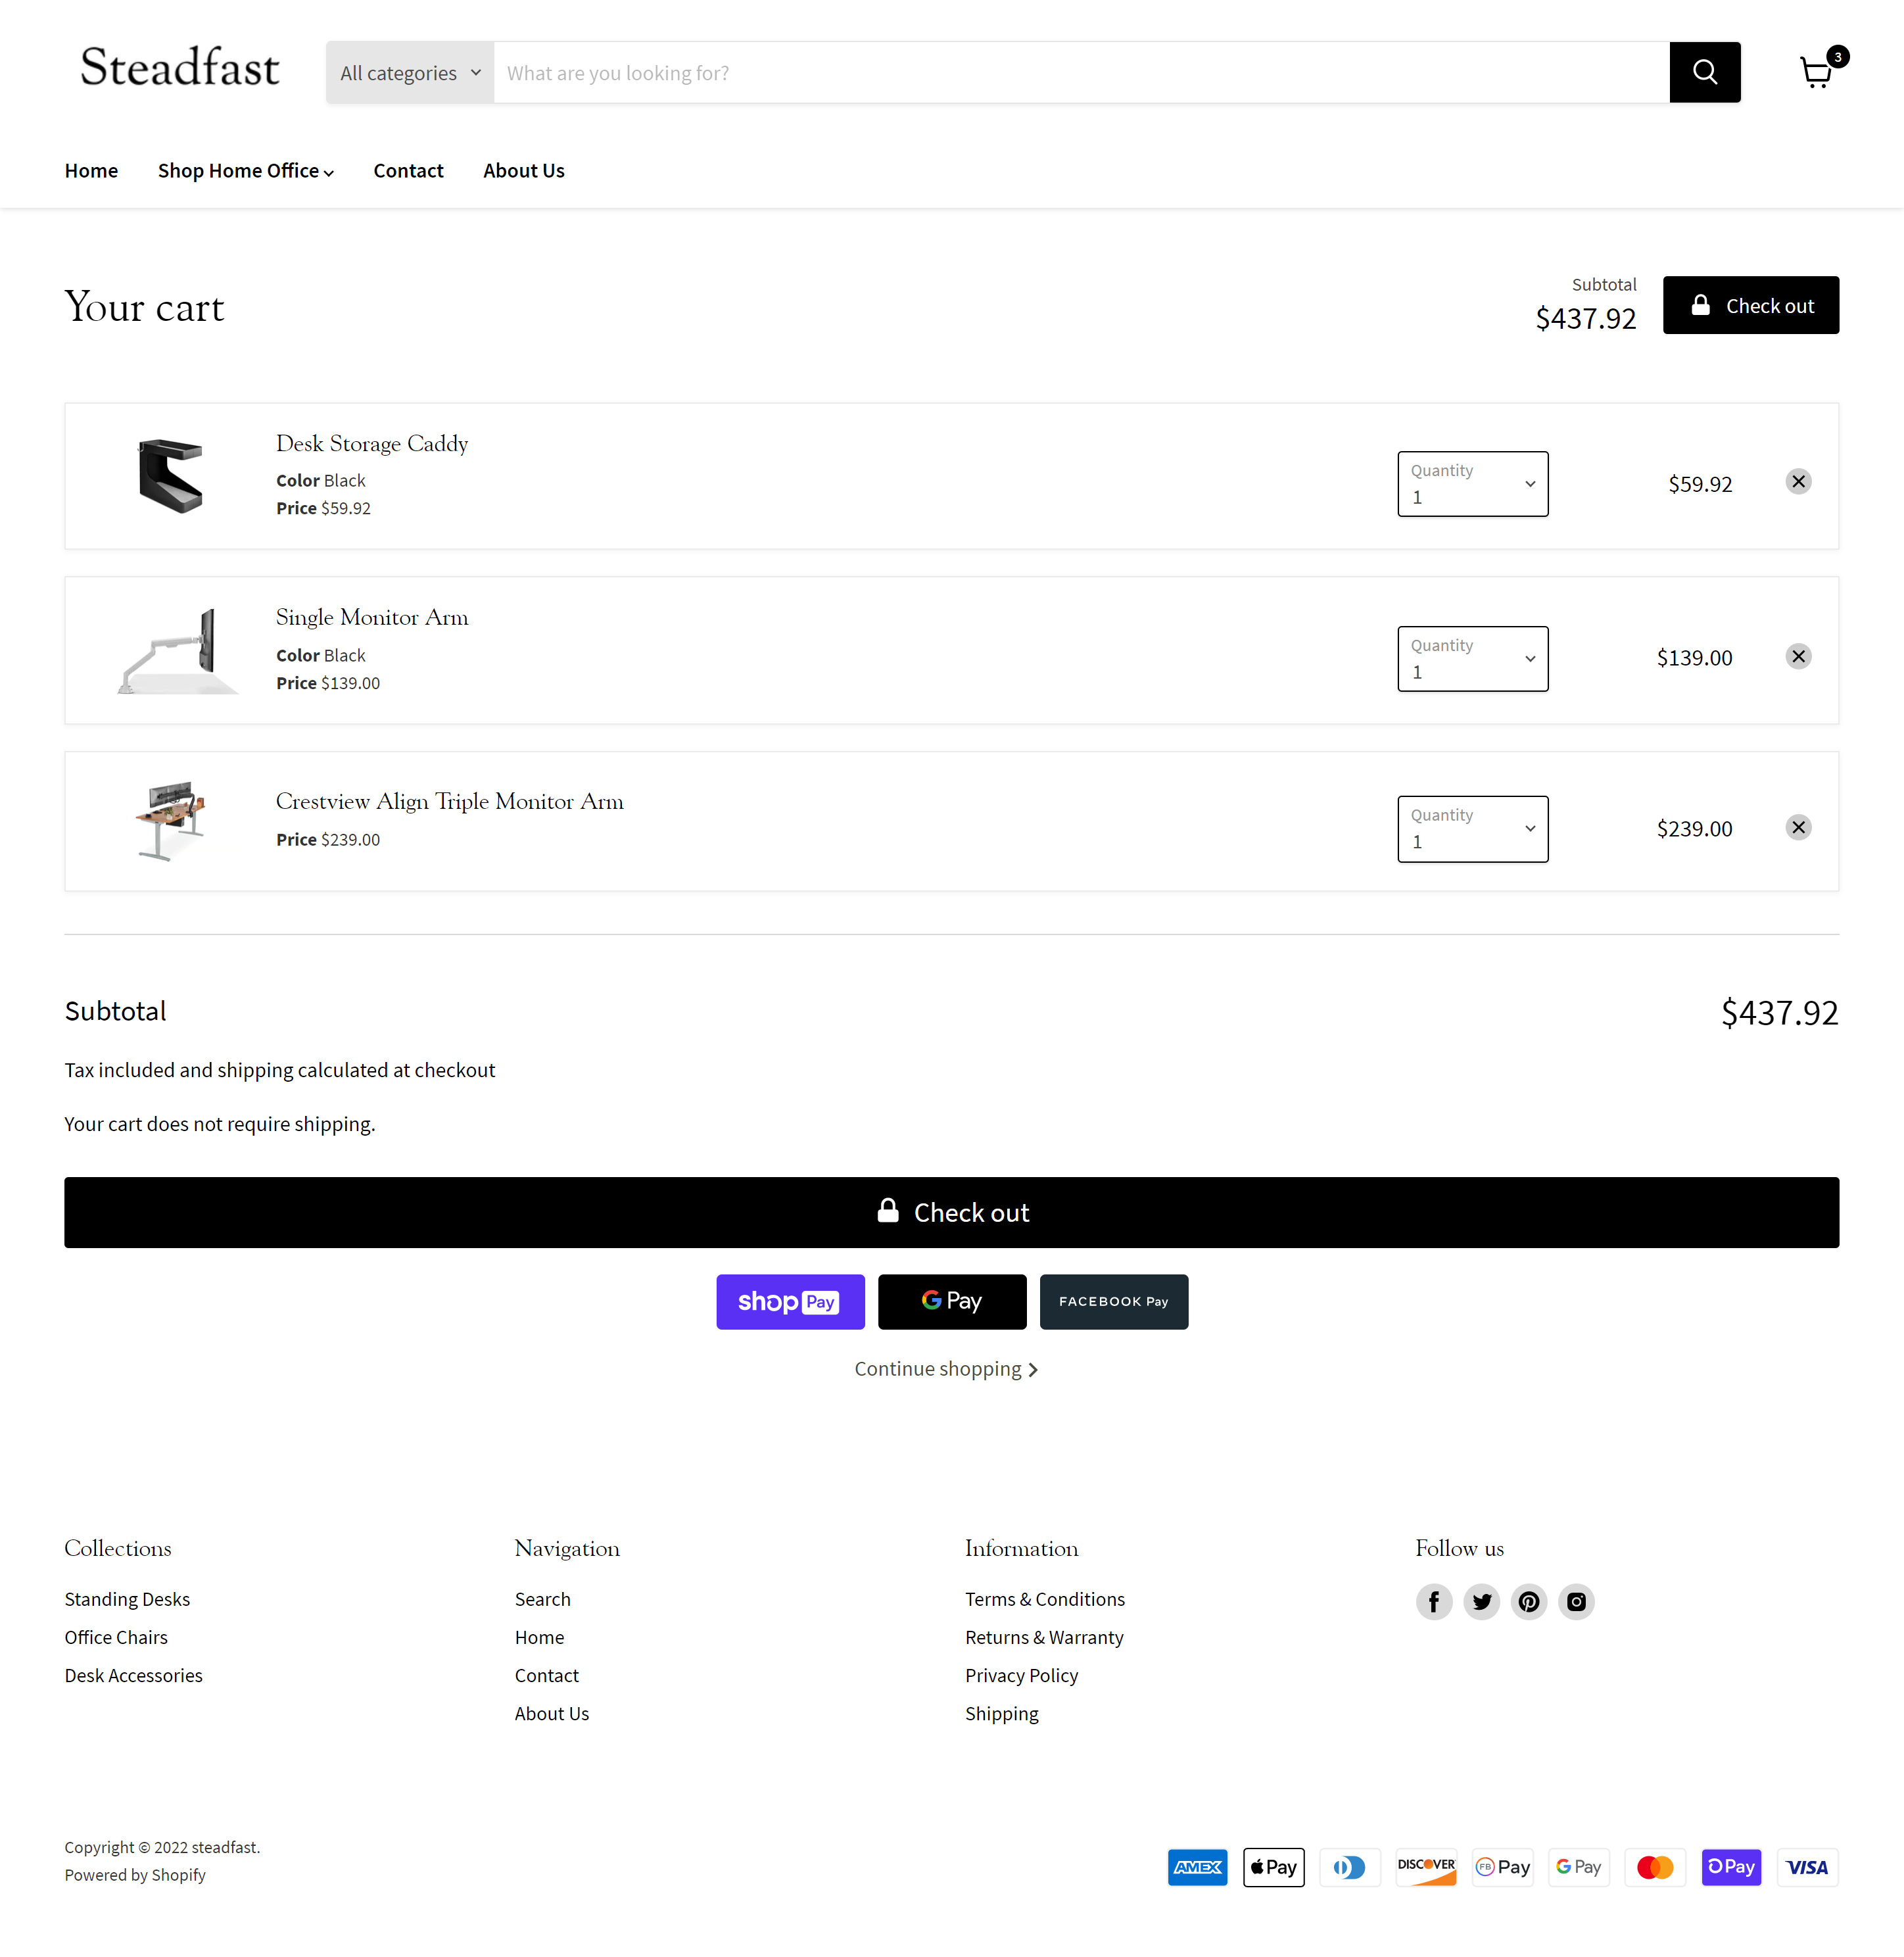 Steadfast
All categories
What are you looking for?
3
Home
Shop Home Office
Contact
About Us
Your cart
Subtotal
$437.92
Check out
Desk Storage Caddy
Color Black
Price $59.92
Quantity
1
$59.92
Single Monitor Arm
Color Black
Price $139.00
Quantity
1
$139.00
Crestview Align Triple Monitor Arm
Price $239.00
Quantity
1
$239.00
Subtotal
$437.92
Tax included and shipping calculated at checkout
Your cart does not require shipping.
Check out
shop Pay
G Pay
FACEBOOK Pay
Continue shopping
Collections
Standing Desks
Office Chairs
Desk Accessories
Navigation
Search
Home
Contact
About Us
Information
Terms & Conditions
Returns & Warranty
Privacy Policy
Shipping
Follow us
Copyright © 2022 steadfast.
Powered by Shopify
AMEX
Pay
DISCOVER
FB Pay
G Pay
Pay
VISA